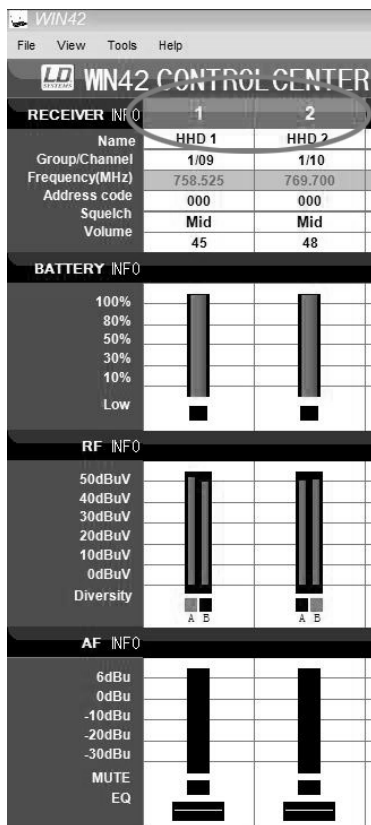 WIN42
File View Tools Help
LD SYSTEMS WIN42 CONTROL CENTER
RECEIVER INFO 1 2
Name HHD 1 HHD 2
Group/Channel 1/09 1/10
Frequency(MHz) 758.525 769.700
Address code 000 000
Squelch Mid Mid
Volume 45 48
BATTERY INFO
100%
80%
50%
30%
10%
Low
RF INFO
50dBuV
40dBuV
30dBuV
20dBuV
10dBuV
0dBuV
Diversity
A B A B
AF INFO
6dBu
0dBu
-10dBu
-20dBu
-30dBu
MUTE
EQ